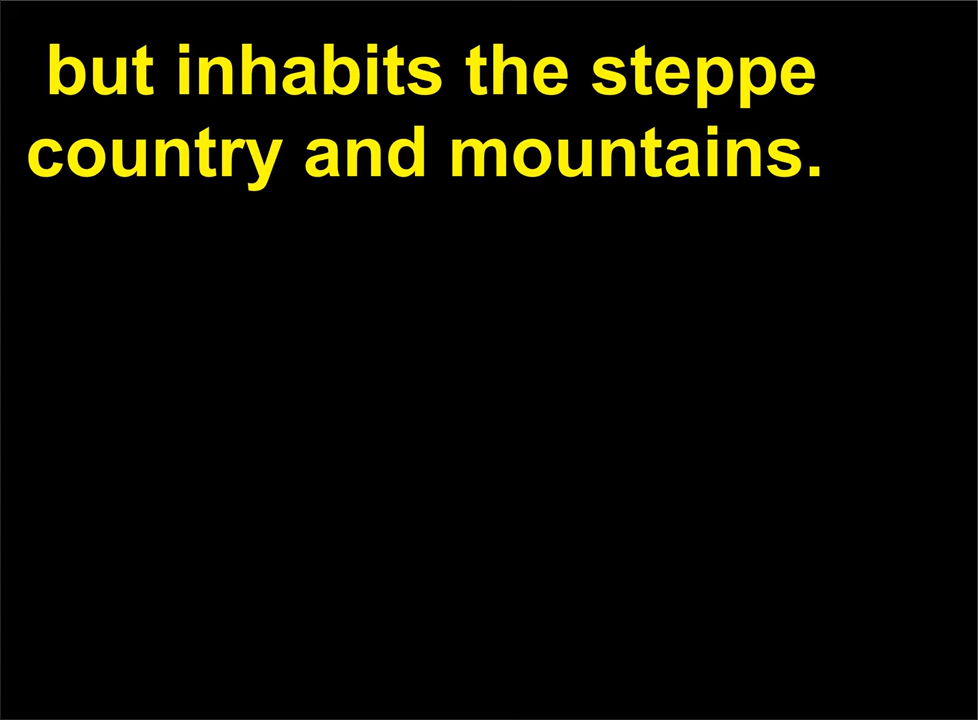 but inhabits the steppe
country and mountains.